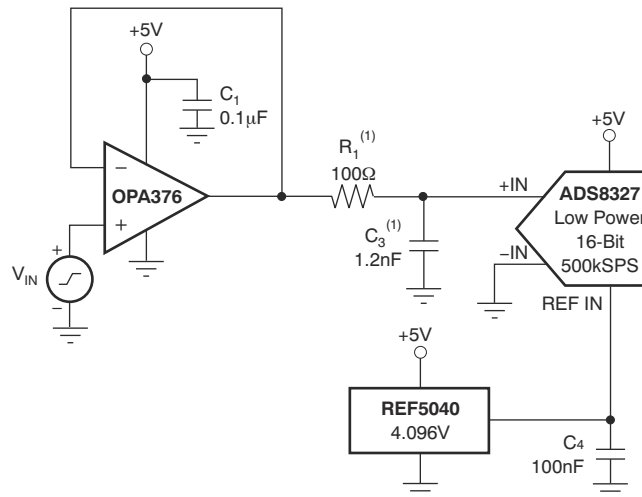 +5V
C1
0.1μF
−
OPA376
+
+
VIN
−
R1(1)
100Ω
C3(1)
1.2nF
+5V
+IN
ADS8327
Low Power
16-Bit
500kSPS
−IN
REF IN
+5V
REF5040
4.096V
C4
100nF